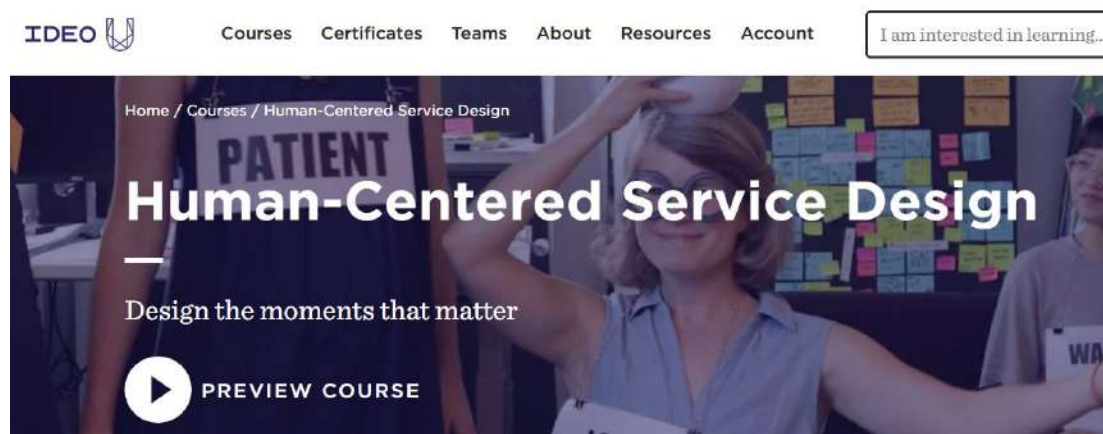 IDEO U
Courses Certificates Teams About Resources Account
I am interested in learning...
Home / Courses / Human-Centered Service Design
PATIENT
Human-Centered Service Design
Design the moments that matter
PREVIEW COURSE
WA